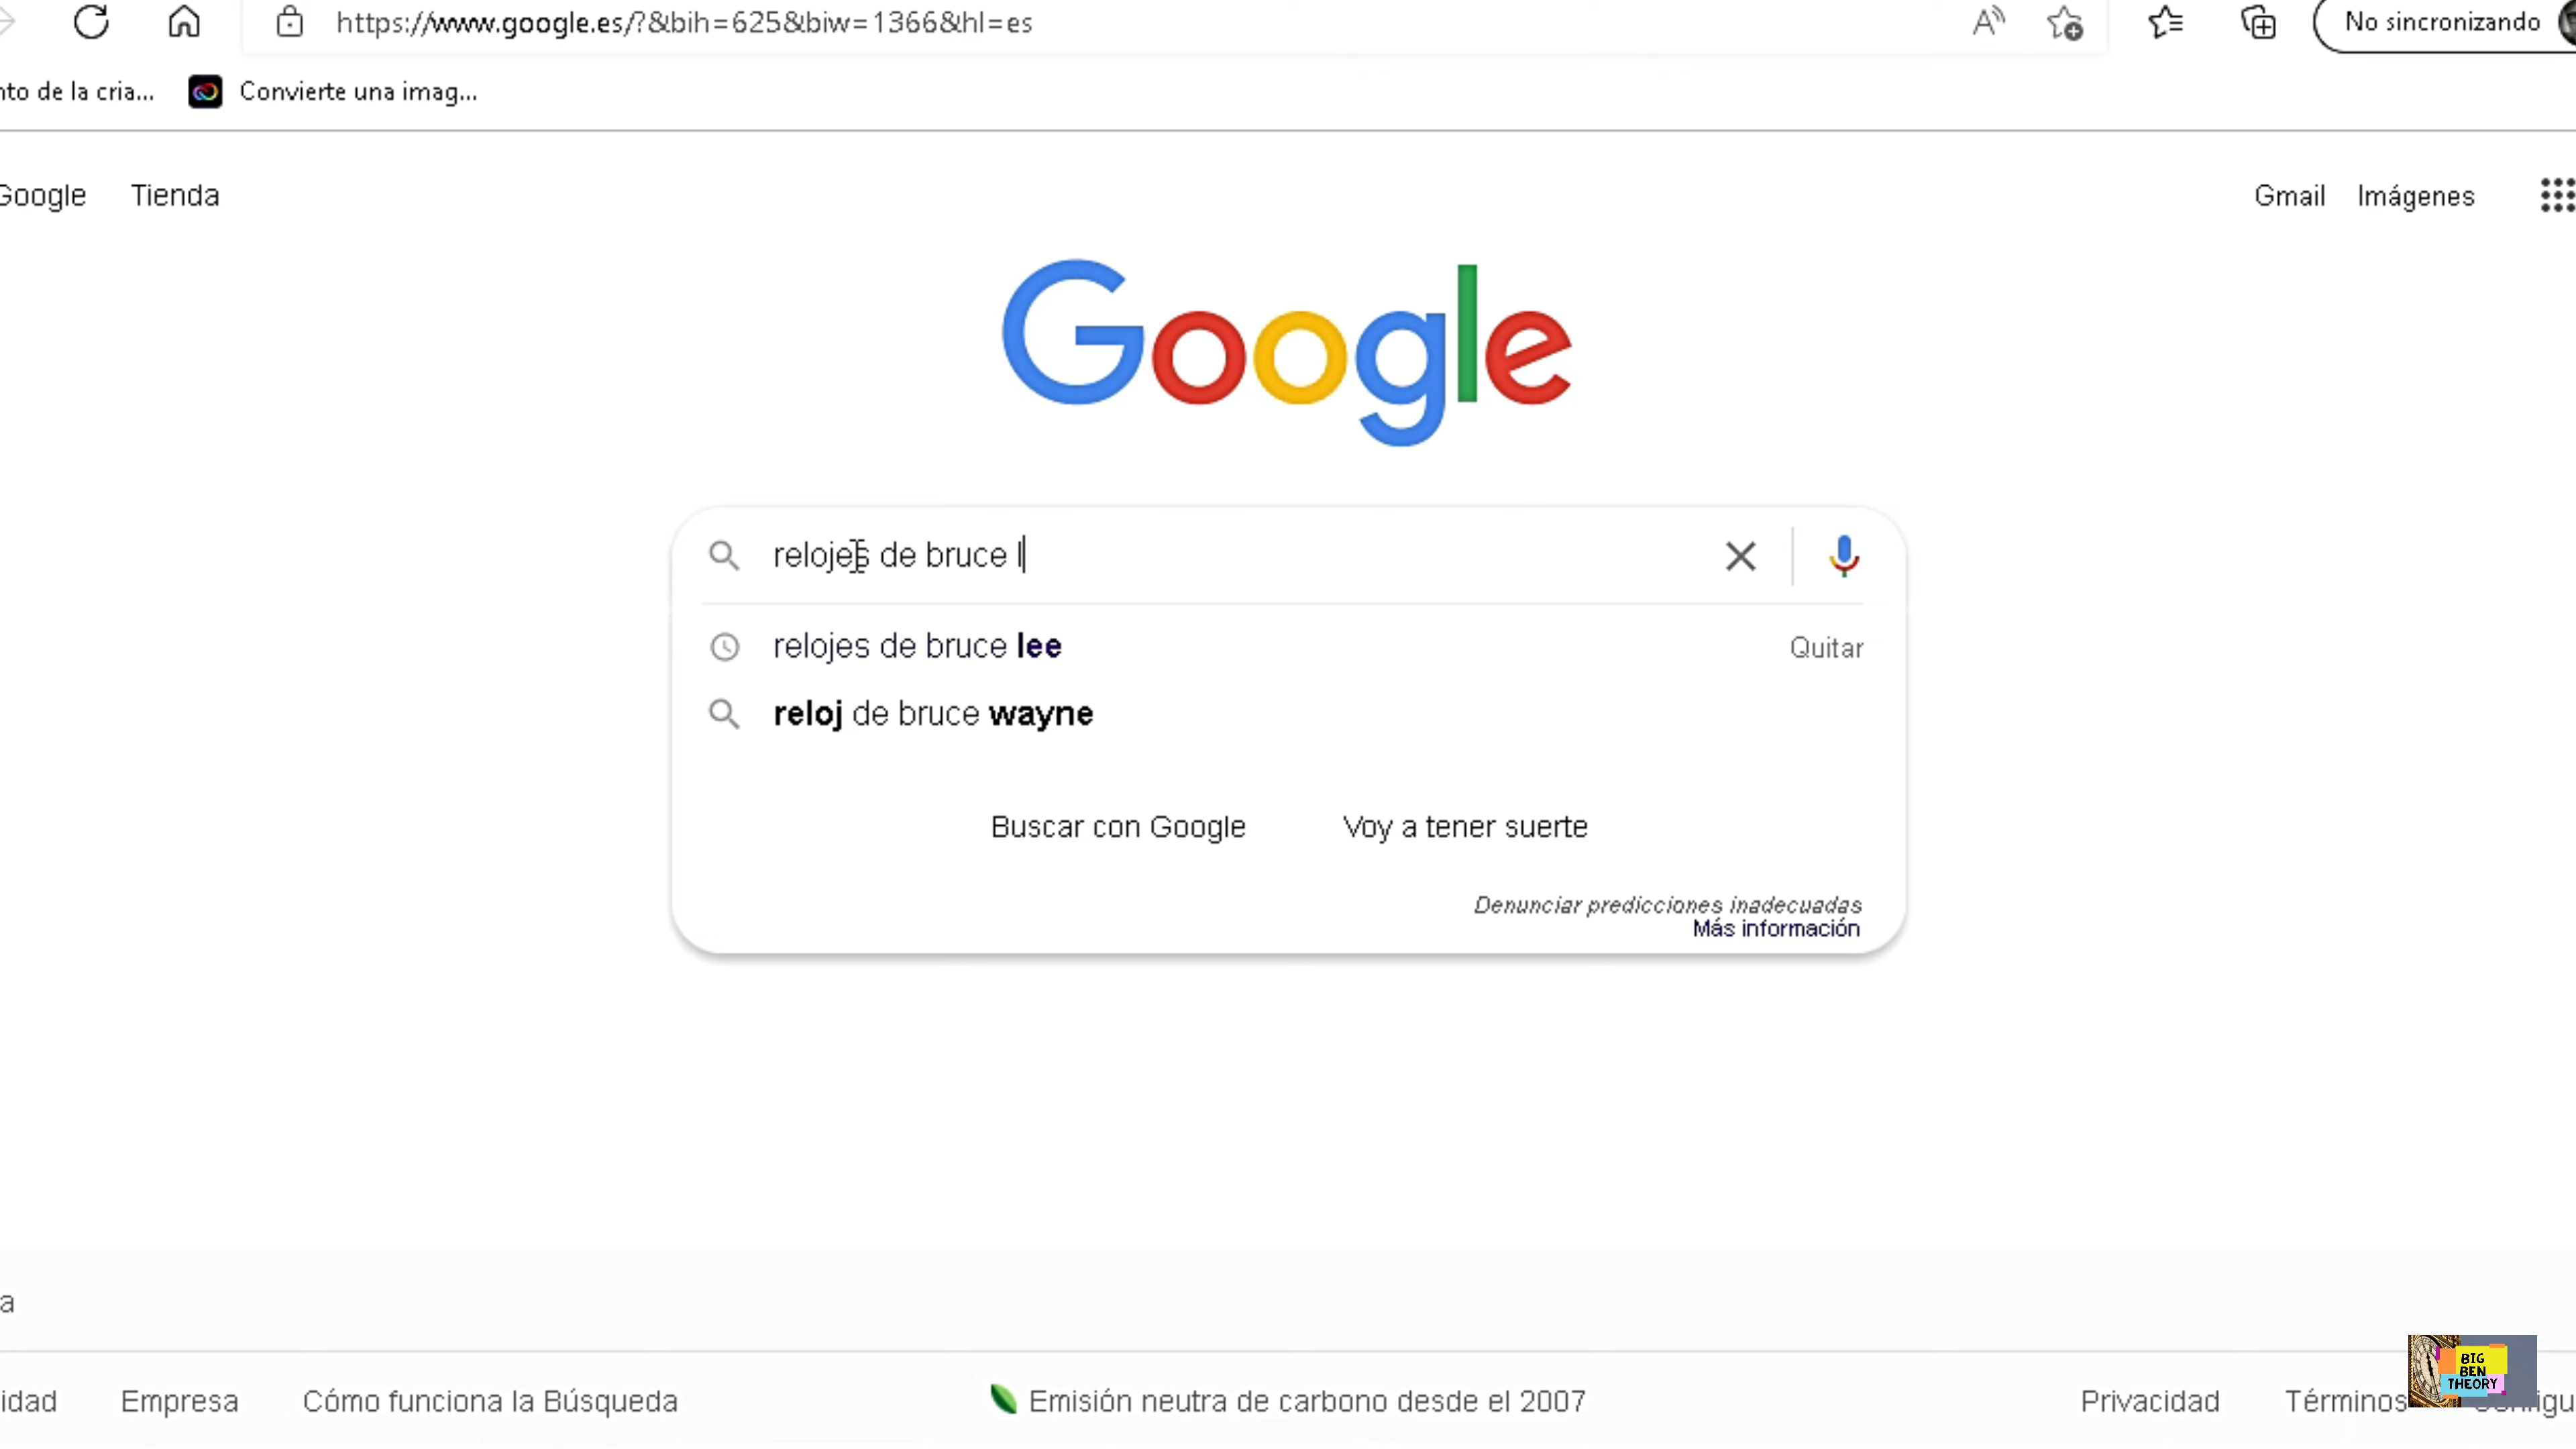 https://www.google.es/?&bih=625&biw=1366&hl=es
No sincronizando
nto de la cria...
Convierte una imag...
Google
Tienda
Gmail
Imágenes
Google
relojes de bruce l
relojes de bruce lee
Quitar
reloj de bruce wayne
Buscar con Google
Voy a tener suerte
Denunciar predicciones inadecuadas
Más información
a
idad
Empresa
Cómo funciona la Búsqueda
Emisión neutra de carbono desde el 2007
Privacidad
Términos
BIG
BEN
THEORY